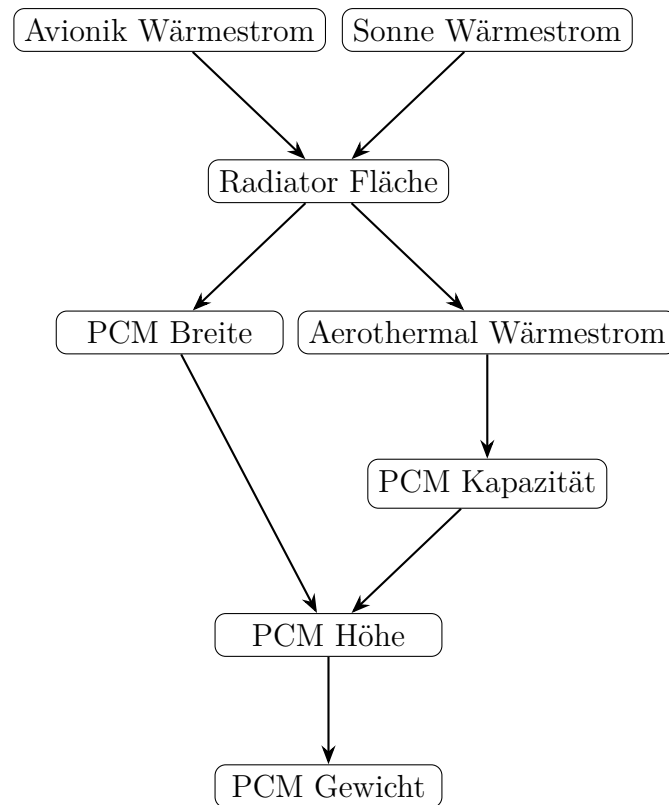 Avionik Wärmestrom
Sonne Wärmestrom
Radiator Fläche
PCM Breite
Aerothermal Wärmestrom
PCM Kapazität
PCM Höhe
PCM Gewicht